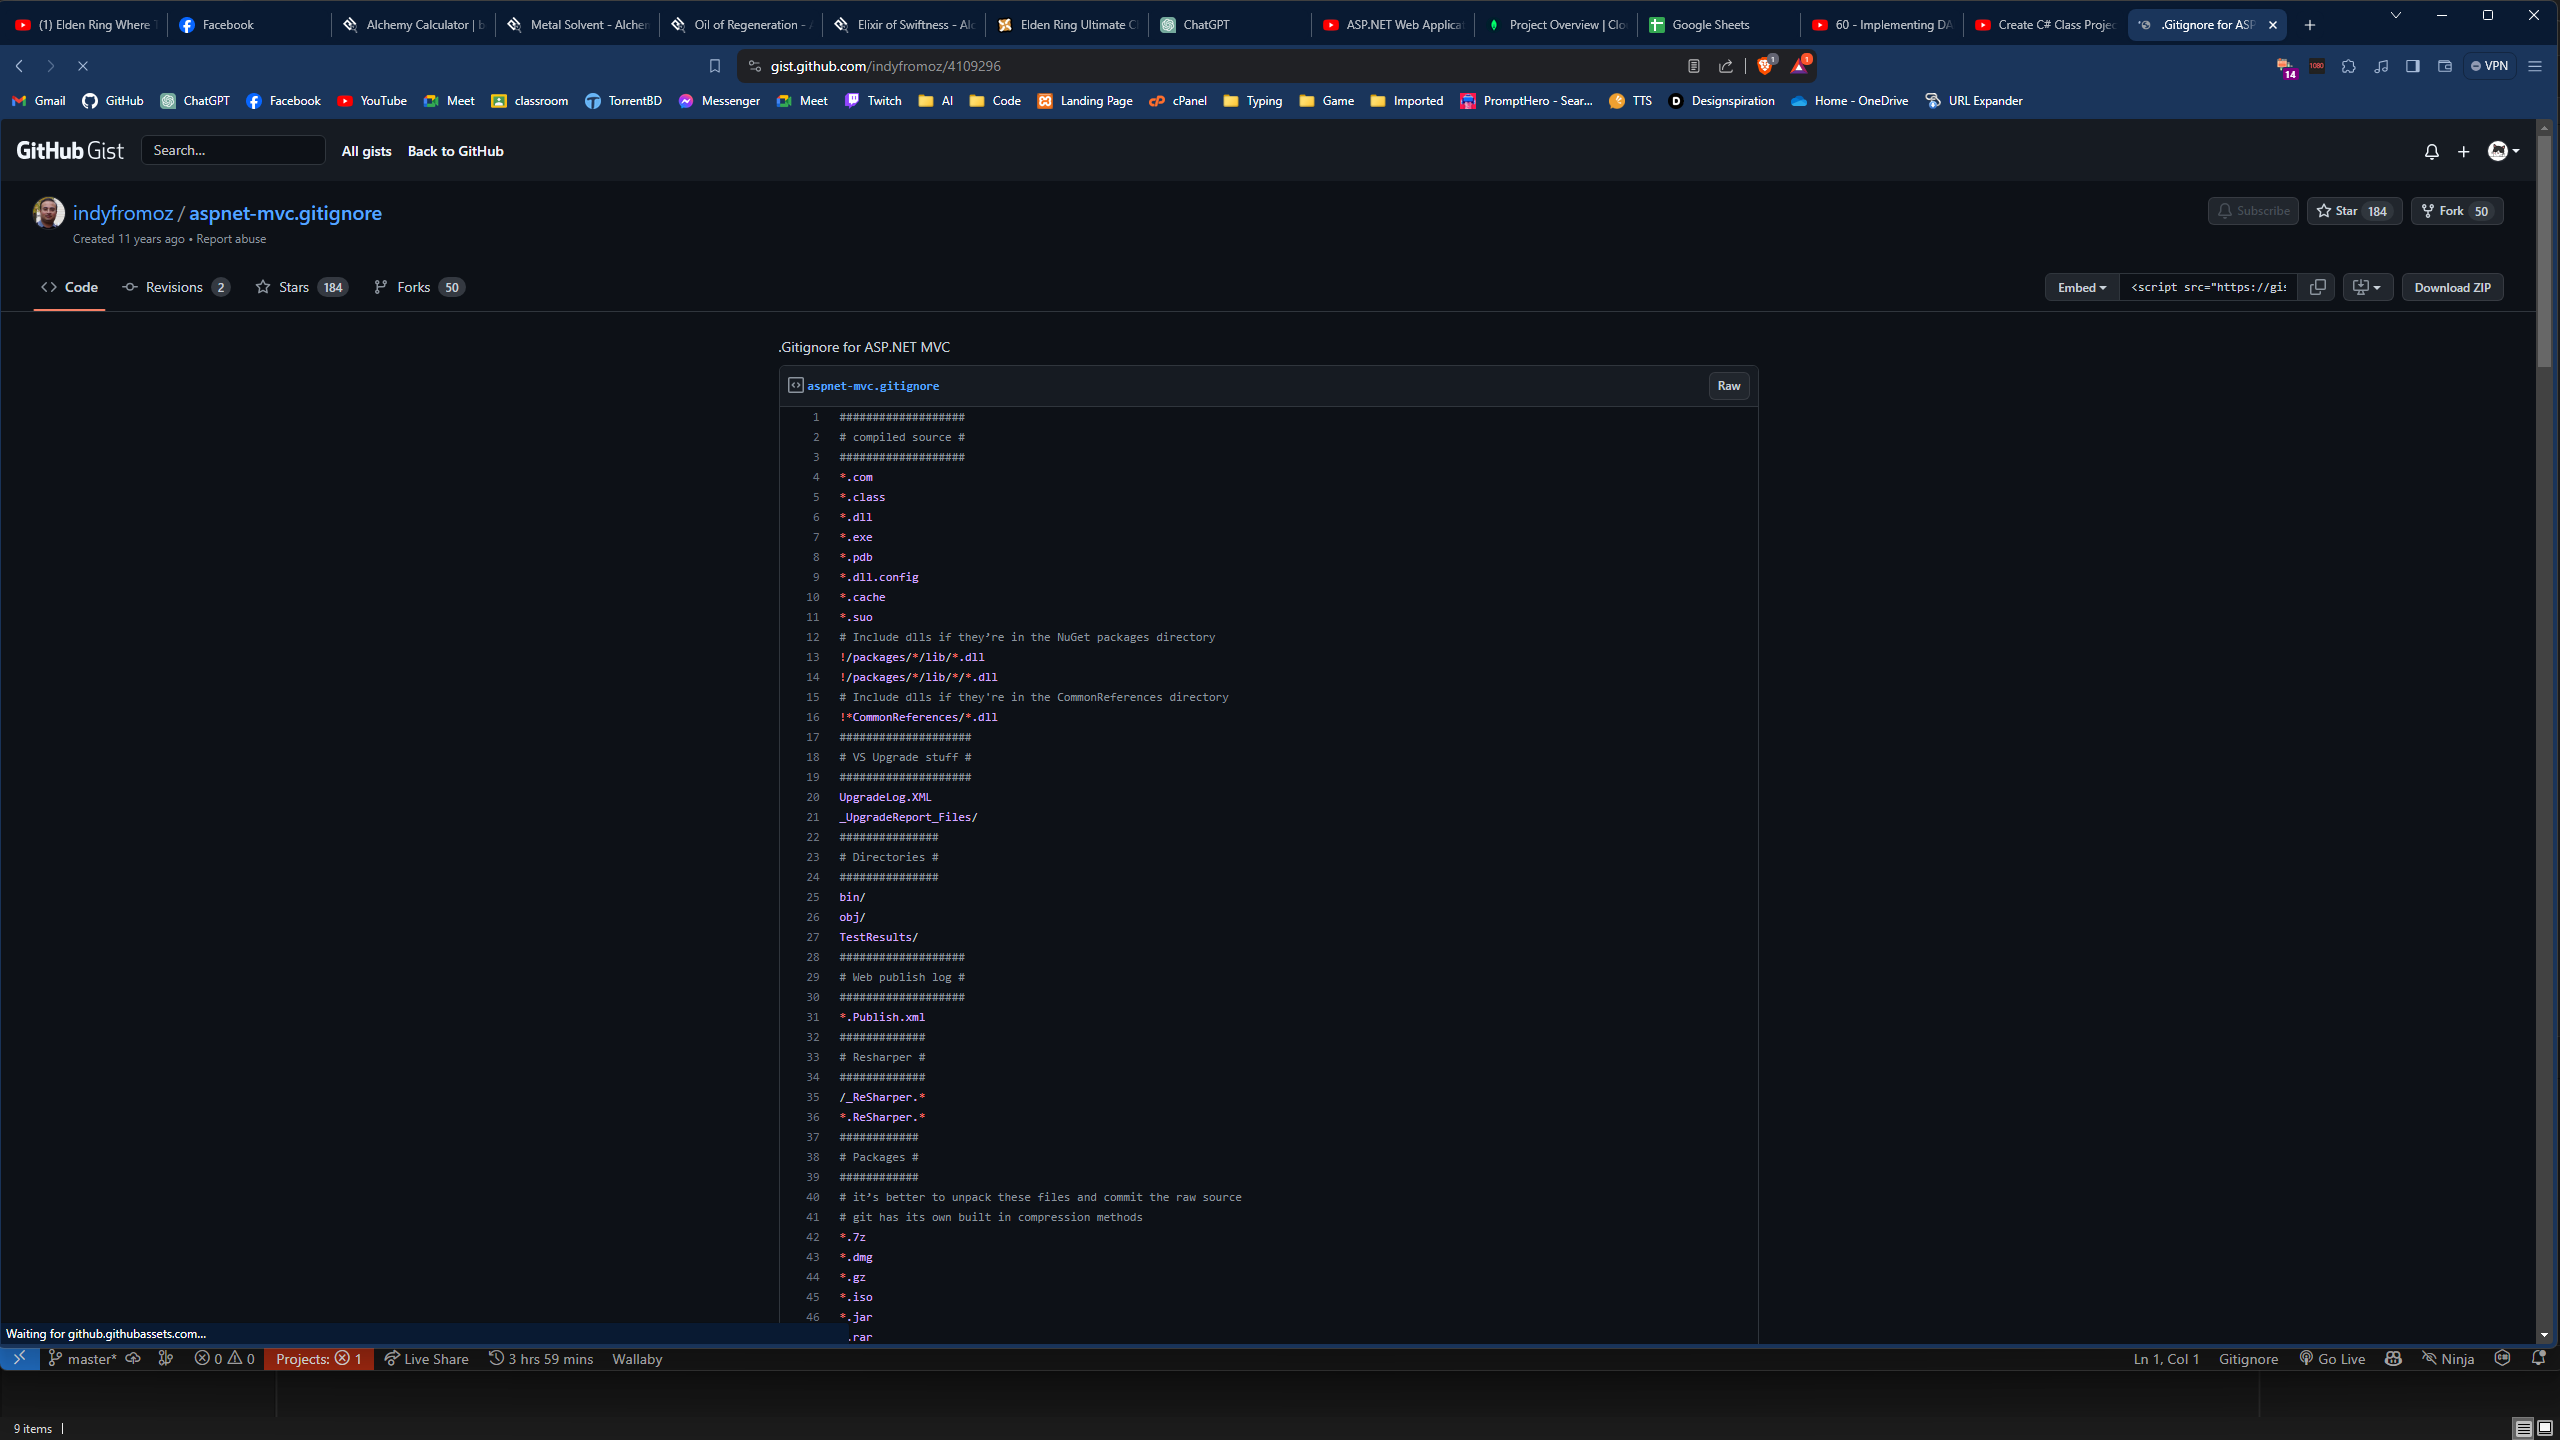 (1) Elden Ring Where T
Facebook
Alchemy Calculator | b
Metal Solvent - Alchem
Oil of Regeneration - A
Elixir of Swiftness - Alc
Elden Ring Ultimate Cl
ChatGPT
ASP.NET Web Applicat
Project Overview | Clo
Google Sheets
60 - Implementing DA
Create C# Class Projec
.Gitignore for ASP
gist.github.com/indyfromoz/4109296
1
1
14
1080
VPN
Gmail
GitHub
ChatGPT
Facebook
YouTube
Meet
classroom
TorrentBD
Messenger
Meet
Twitch
AI
Code
Landing Page
cPanel
Typing
Game
Imported
PromptHero - Sear...
TTS
Designspiration
Home - OneDrive
URL Expander
GitHub Gist
Search...
All gists
Back to GitHub
indyfromoz / aspnet-mvc.gitignore
Created 11 years ago • Report abuse
Subscribe
Star 184
Fork 50
Code
Revisions 2
Stars 184
Forks 50
Embed
<script src="https://gis
Download ZIP
.Gitignore for ASP.NET MVC
aspnet-mvc.gitignore
Raw
1 ###################
2 # compiled source #
3 ###################
4 *.com
5 *.class
6 *.dll
7 *.exe
8 *.pdb
9 *.dll.config
10 *.cache
11 *.suo
12 # Include dlls if they’re in the NuGet packages directory
13 !/packages/*/lib/*.dll
14 !/packages/*/lib/*/*.dll
15 # Include dlls if they're in the CommonReferences directory
16 !*CommonReferences/*.dll
17 ####################
18 # VS Upgrade stuff #
19 ####################
20 UpgradeLog.XML
21 _UpgradeReport_Files/
22 ###############
23 # Directories #
24 ###############
25 bin/
26 obj/
27 TestResults/
28 ###################
29 # Web publish log #
30 ###################
31 *.Publish.xml
32 #############
33 # Resharper #
34 #############
35 /_ReSharper.*
36 *.ReSharper.*
37 ############
38 # Packages #
39 ############
40 # it’s better to unpack these files and commit the raw source
41 # git has its own built in compression methods
42 *.7z
43 *.dmg
44 *.gz
45 *.iso
46 *.jar
.rar
Waiting for github.githubassets.com...
master*
0
0
Projects:
1
Live Share
3 hrs 59 mins
Wallaby
Ln 1, Col 1
Gitignore
Go Live
Ninja
9 items